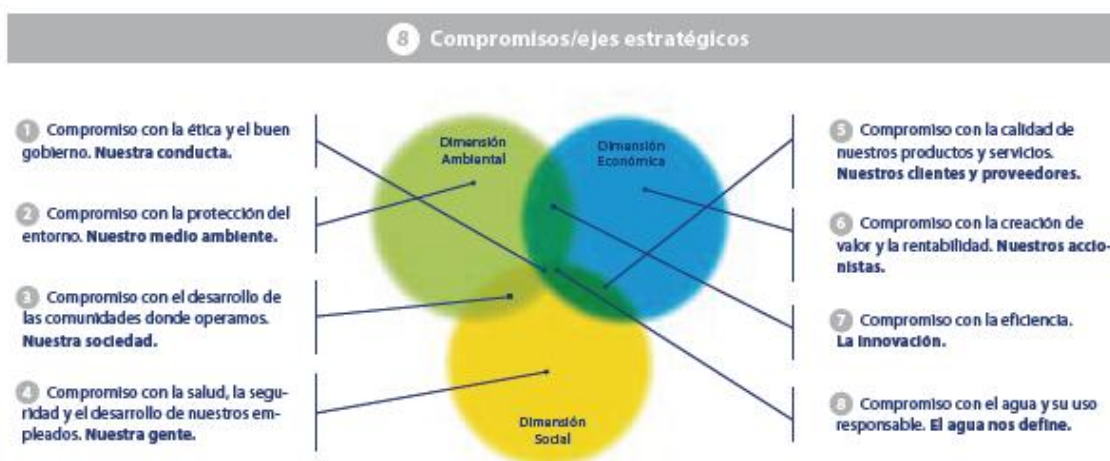 8 Compromisos/ejes estratégicos
1 Compromiso con la ética y el buen
gobierno. Nuestra conducta.
2 Compromiso con la protección del
entorno. Nuestro medio ambiente.
3 Compromiso con el desarrollo de
las comunidades donde operamos.
Nuestra sociedad.
4 Compromiso con la salud, la segu-
ridad y el desarrollo de nuestros em-
pleados. Nuestra gente.
Dimensión
Ambiental
Dimensión
Económica
Dimensión
Social
5 Compromiso con la calidad de
nuestros productos y servicios.
Nuestros clientes y proveedores.
6 Compromiso con la creación de
valor y la rentabilidad. Nuestros accio-
nistas.
7 Compromiso con la eficiencia.
La innovación.
8 Compromiso con el agua y su uso
responsable. El agua nos define.